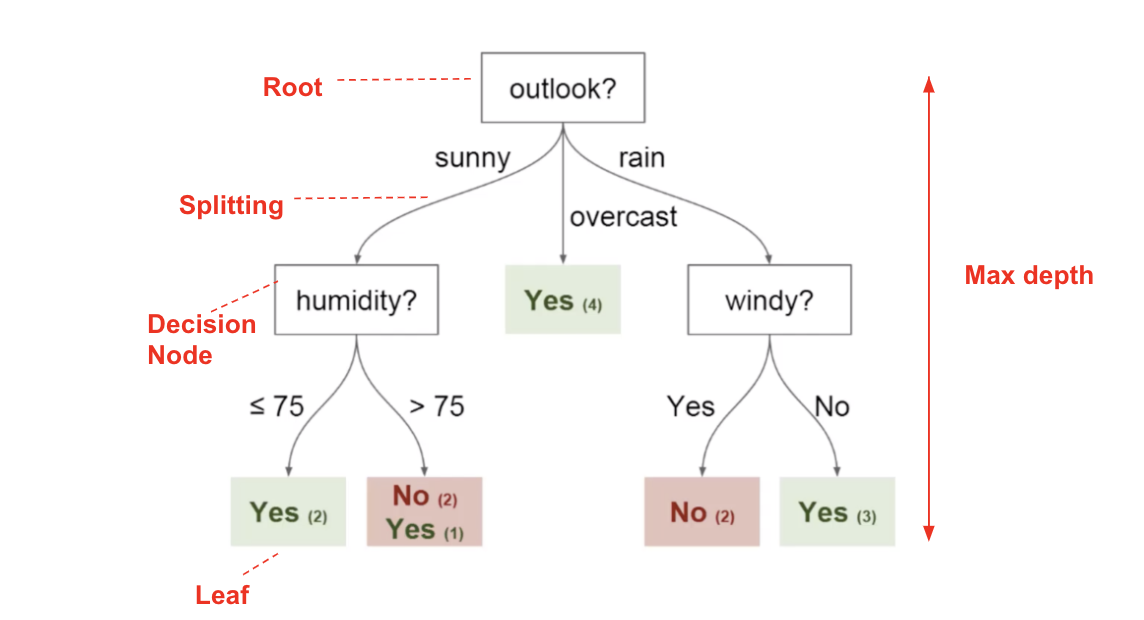 Root
outlook?
sunny
rain
Splitting
overcast
Max depth
humidity?
Yes (4)
windy?
Decision
Node
≤ 75
> 75
Yes
No
Yes (2)
No (2)
Yes (1)
No (2)
Yes (3)
Leaf